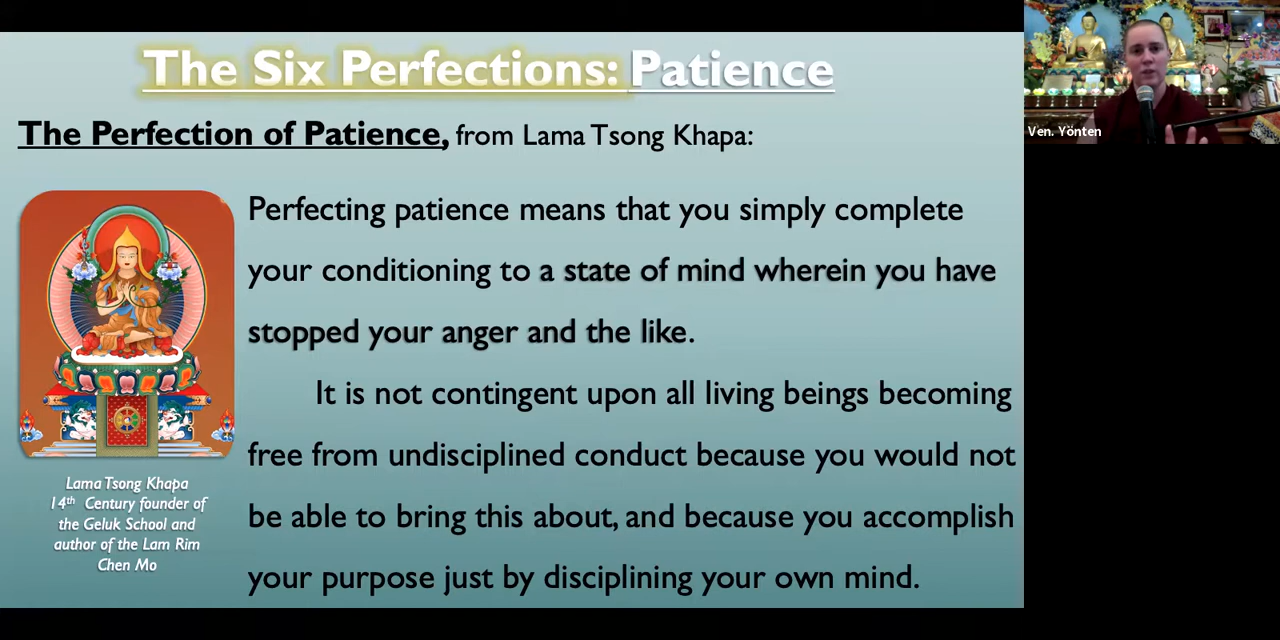 The Six Perfections: Patience
The Perfection of Patience, from Lama Tsong Khapa:
Perfecting patience means that you simply complete
your conditioning to a state of mind wherein you have
stopped your anger and the like.
It is not contingent upon all living beings becoming
free from undisciplined conduct because you would not
be able to bring this about, and because you accomplish
your purpose just by disciplining your own mind.
Lama Tsong Khapa
14th Century founder of
the Geluk School and
author of the Lam Rim
Chen Mo
Ven. Yönten